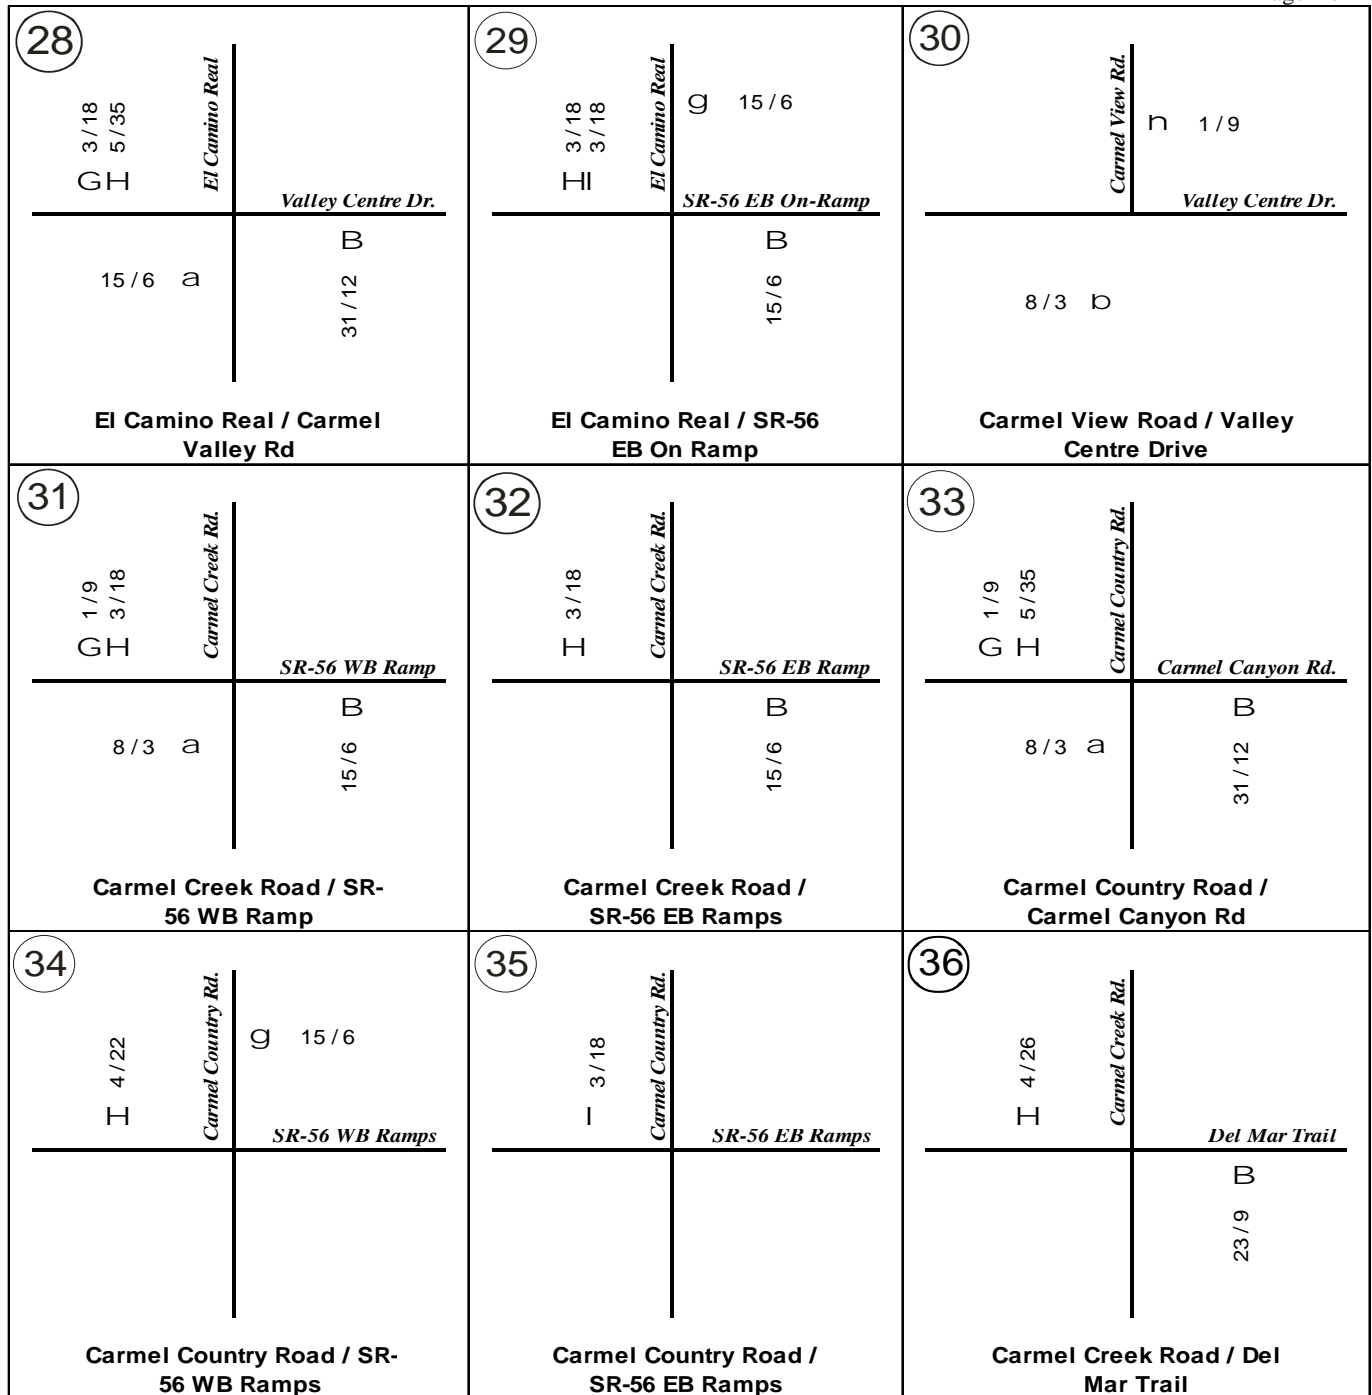 28
3 / 18
5 / 35
G H
El Camino Real
Valley Centre Dr.
15 / 6 a
B
31 / 12
El Camino Real / Carmel
Valley Rd
29
3 / 18
3 / 18
H I
El Camino Real
g 15 / 6
SR-56 EB On-Ramp
B
15 / 6
El Camino Real / SR-56
EB On Ramp
30
Carmel View Rd.
h 1 / 9
Valley Centre Dr.
8 / 3 b
Carmel View Road / Valley
Centre Drive
31
1 / 9
3 / 18
G H
Carmel Creek Rd.
SR-56 WB Ramp
8 / 3 a
B
15 / 6
Carmel Creek Road / SR-
56 WB Ramp
32
3 / 18
H
Carmel Creek Rd.
SR-56 EB Ramp
B
15 / 6
Carmel Creek Road /
SR-56 EB Ramps
33
1 / 9
5 / 35
G H
Carmel Country Rd.
Carmel Canyon Rd.
8 / 3 a
B
31 / 12
Carmel Country Road /
Carmel Canyon Rd
34
4 / 22
H
Carmel Country Rd.
g 15 / 6
SR-56 WB Ramps
Carmel Country Road / SR-
56 WB Ramps
35
3 / 18
I
Carmel Country Rd.
SR-56 EB Ramps
Carmel Country Road /
SR-56 EB Ramps
36
4 / 26
H
Carmel Creek Rd.
Del Mar Trail
B
23 / 9
Carmel Creek Road / Del
Mar Trail